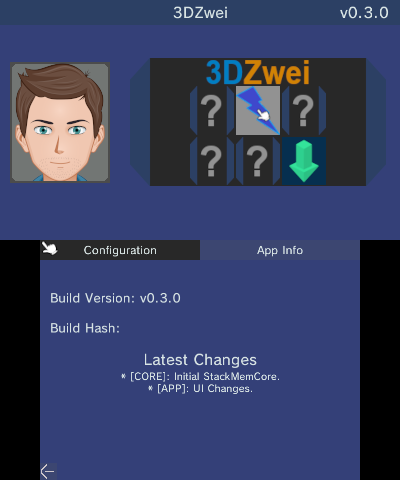 3DZwei
v0.3.0
3DZwei
? ?
? ?
Configuration
App Info
Build Version: v0.3.0
Build Hash:
Latest Changes
* [CORE]: Initial StackMemCore.
* [APP]: UI Changes.